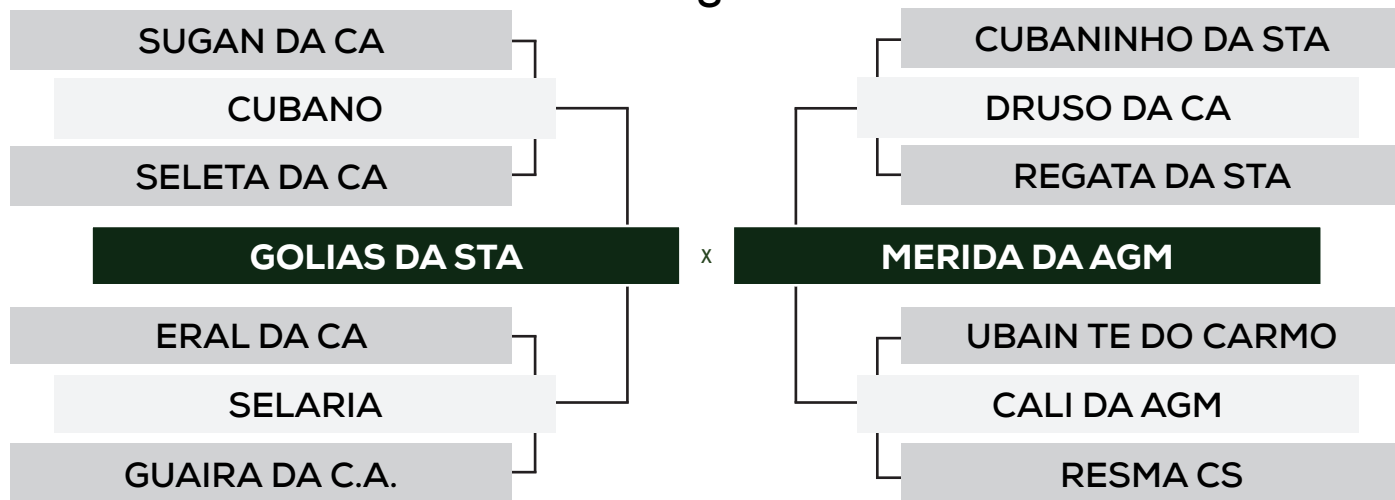 SUGAN DA CA
CUBANO
SELETA DA CA
GOLIAS DA STA
ERAL DA CA
SELARIA
GUAIRA DA C.A.
x
CUBANINHO DA STA
DRUSO DA CA
REGATA DA STA
MERIDA DA AGM
UBAIN TE DO CARMO
CALI DA AGM
RESMA CS